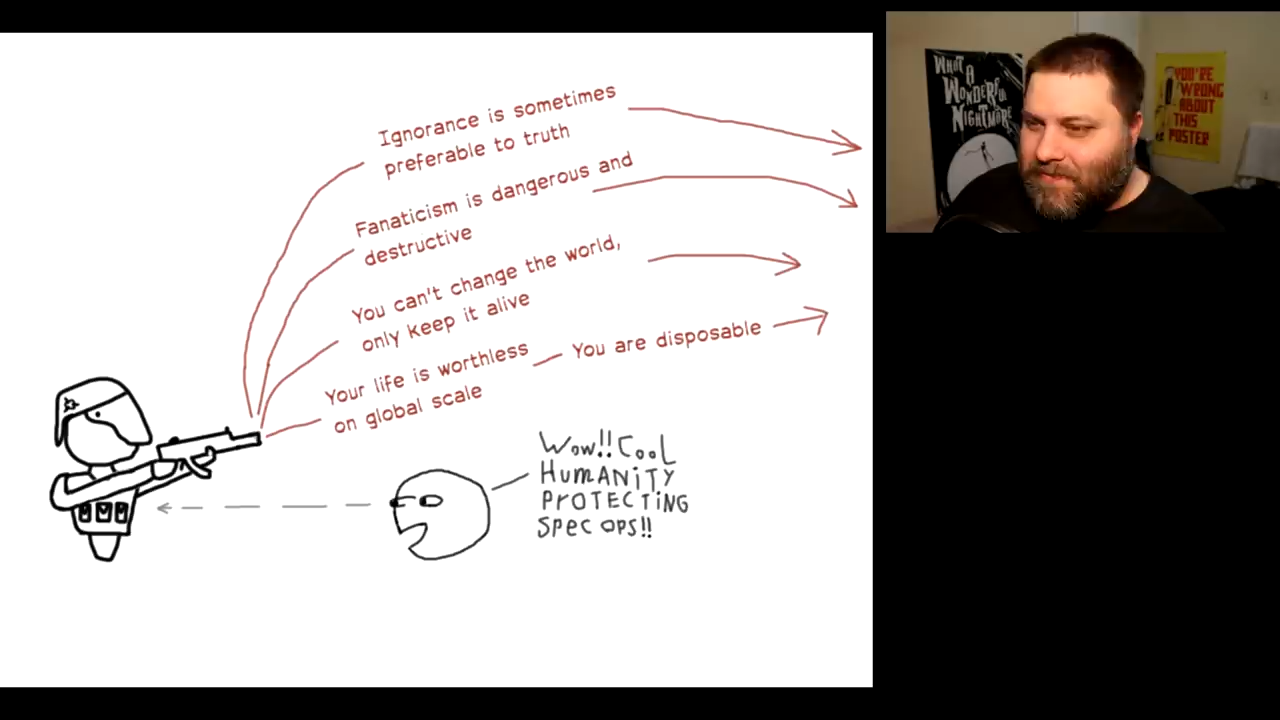 Ignorance is sometimes
preferable to truth
Fanaticism is dangerous and
destructive
You can't change the world,
only keep it alive
Your life is worthless
on global scale
You are disposable
Wow!! Cool
Humanity
Protecting
Spec ops!!
What
a
Wonderful
Nightmare
YOU'RE
WRONG
ABOUT
THIS
POSTER